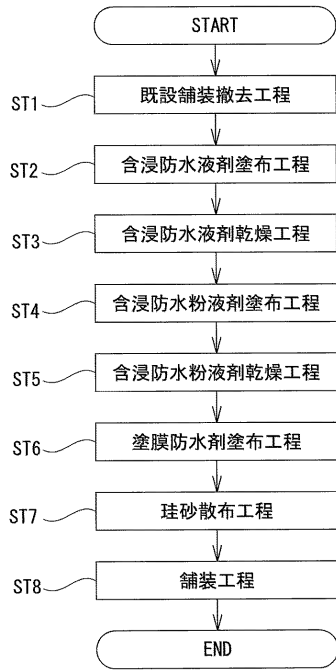 START
ST1 既設舗装撤去工程
ST2 含浸防水液剤塗布工程
ST3 含浸防水液剤乾燥工程
ST4 含浸防水粉液剤塗布工程
ST5 含浸防水粉液剤乾燥工程
ST6 塗膜防水剤塗布工程
ST7 珪砂散布工程
ST8 舗装工程
END